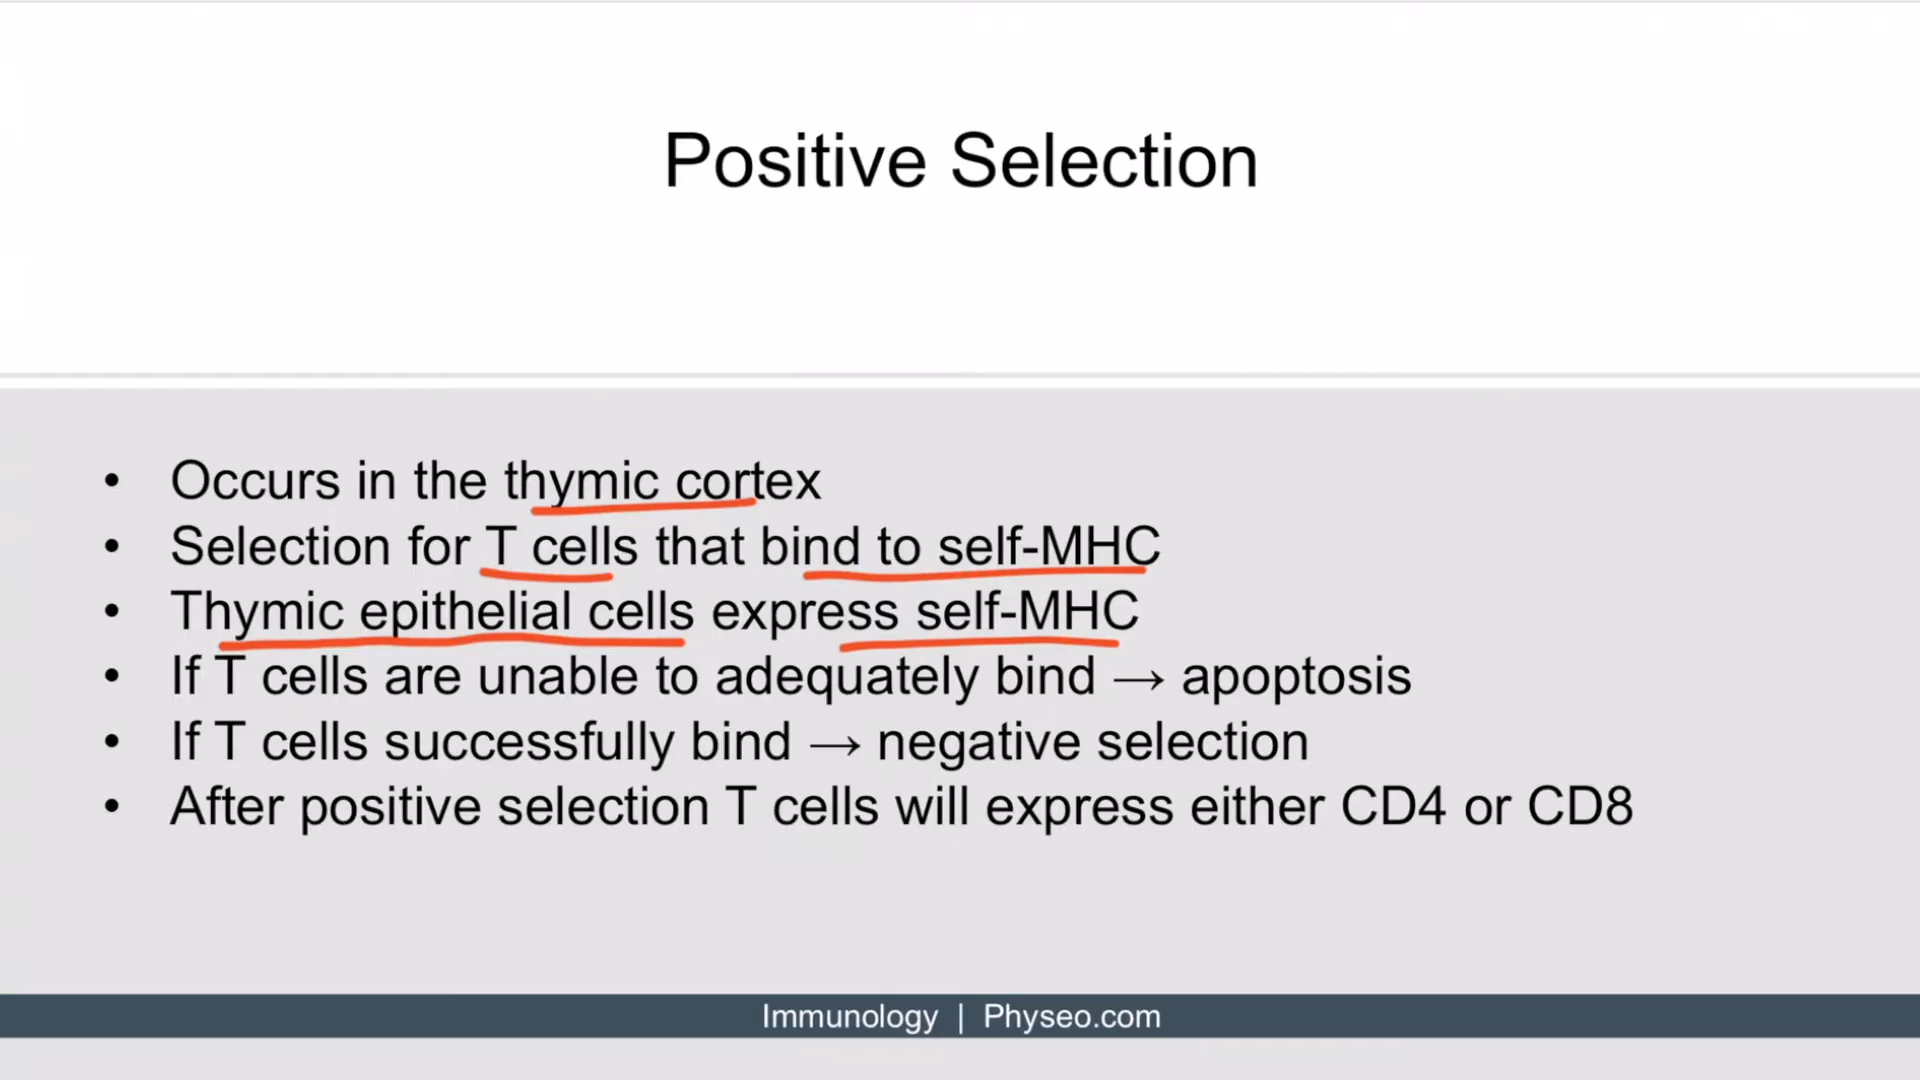 Positive Selection
• Occurs in the thymic cortex
• Selection for T cells that bind to self-MHC
• Thymic epithelial cells express self-MHC
• If T cells are unable to adequately bind → apoptosis
• If T cells successfully bind → negative selection
• After positive selection T cells will express either CD4 or CD8
Immunology | Physeo.com